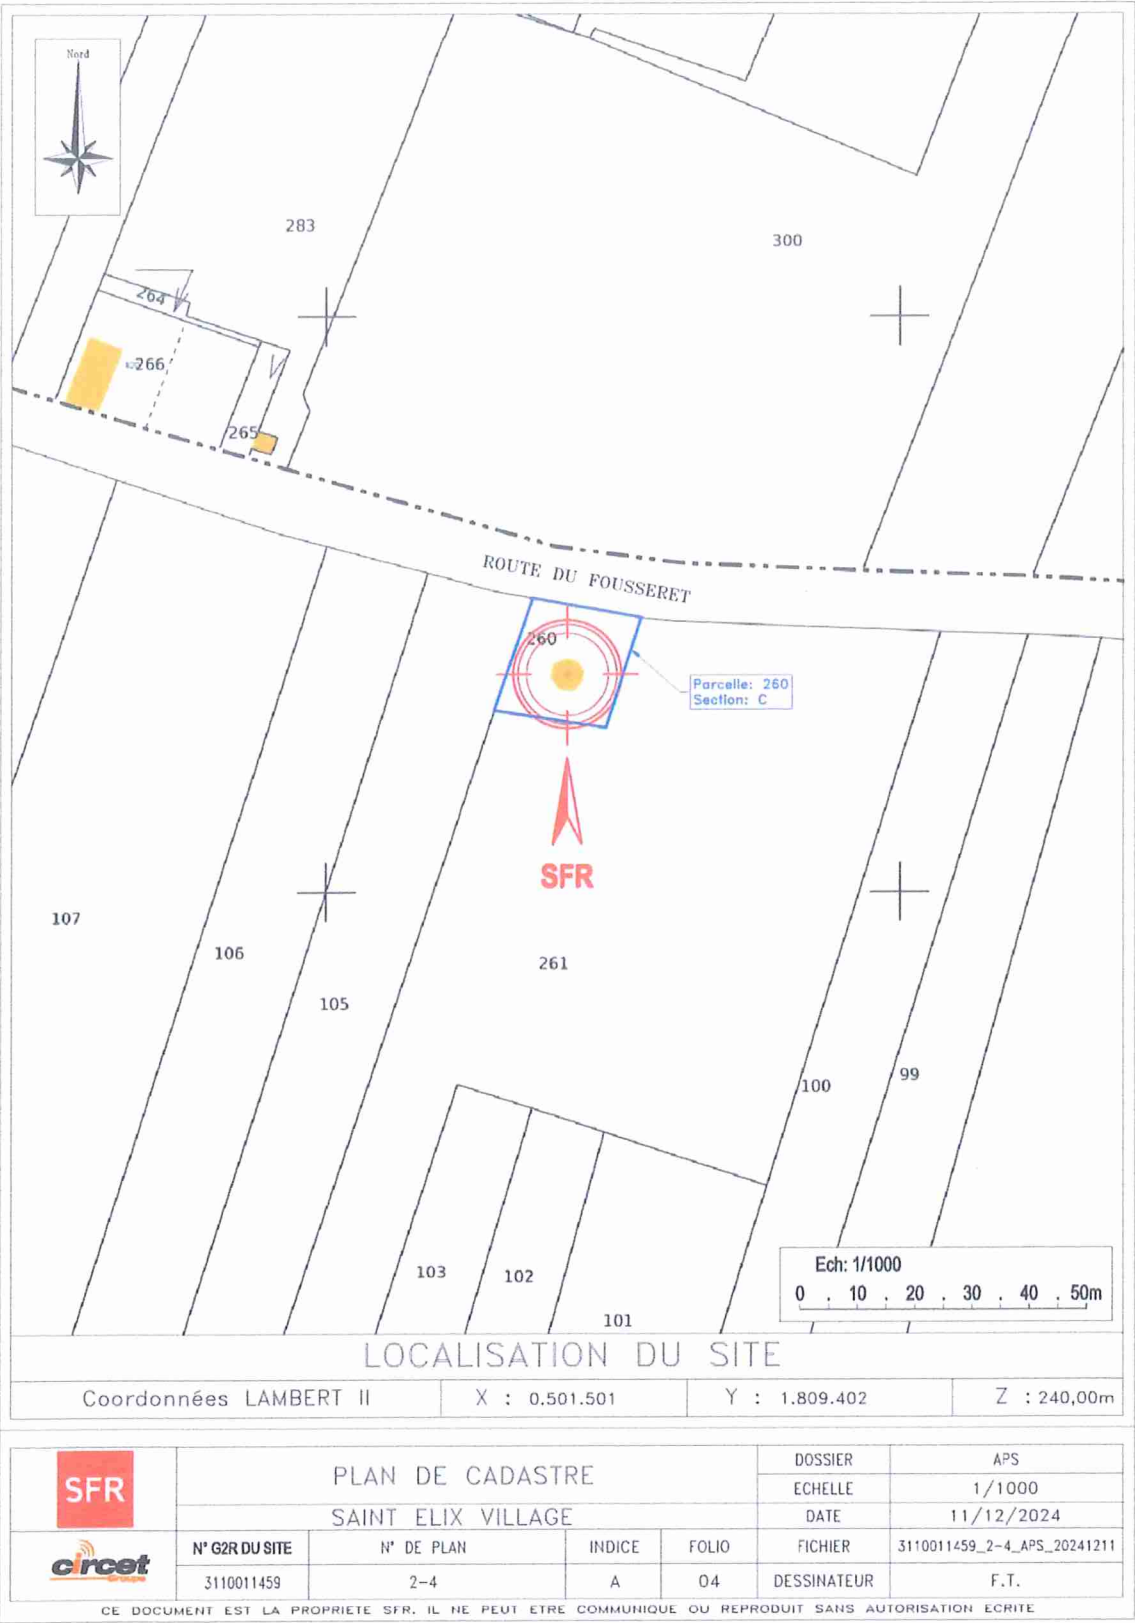 Nord
283
300
264
266
265
ROUTE DU FOUSSERET
260
Parcelle: 260
Section: C
SFR
107
106
105
261
100
99
103
102
101
Ech: 1/1000
0 . 10 . 20 . 30 . 40 . 50m
LOCALISATION DU SITE
Coordonnées LAMBERT II X : 0.501.501 Y : 1.809.402 Z : 240,00m
SFR
PLAN DE CADASTRE
DOSSIER APS
ECHELLE 1/1000
SAINT ELIX VILLAGE
DATE 11/12/2024
circet
Groupe
N° G2R DU SITE N° DE PLAN INDICE FOLIO FICHIER 3110011459_2-4_APS_20241211
3110011459 2-4 A 04 DESSINATEUR F.T.
CE DOCUMENT EST LA PROPRIETE SFR. IL NE PEUT ETRE COMMUNIQUE OU REPRODUIT SANS AUTORISATION ECRITE